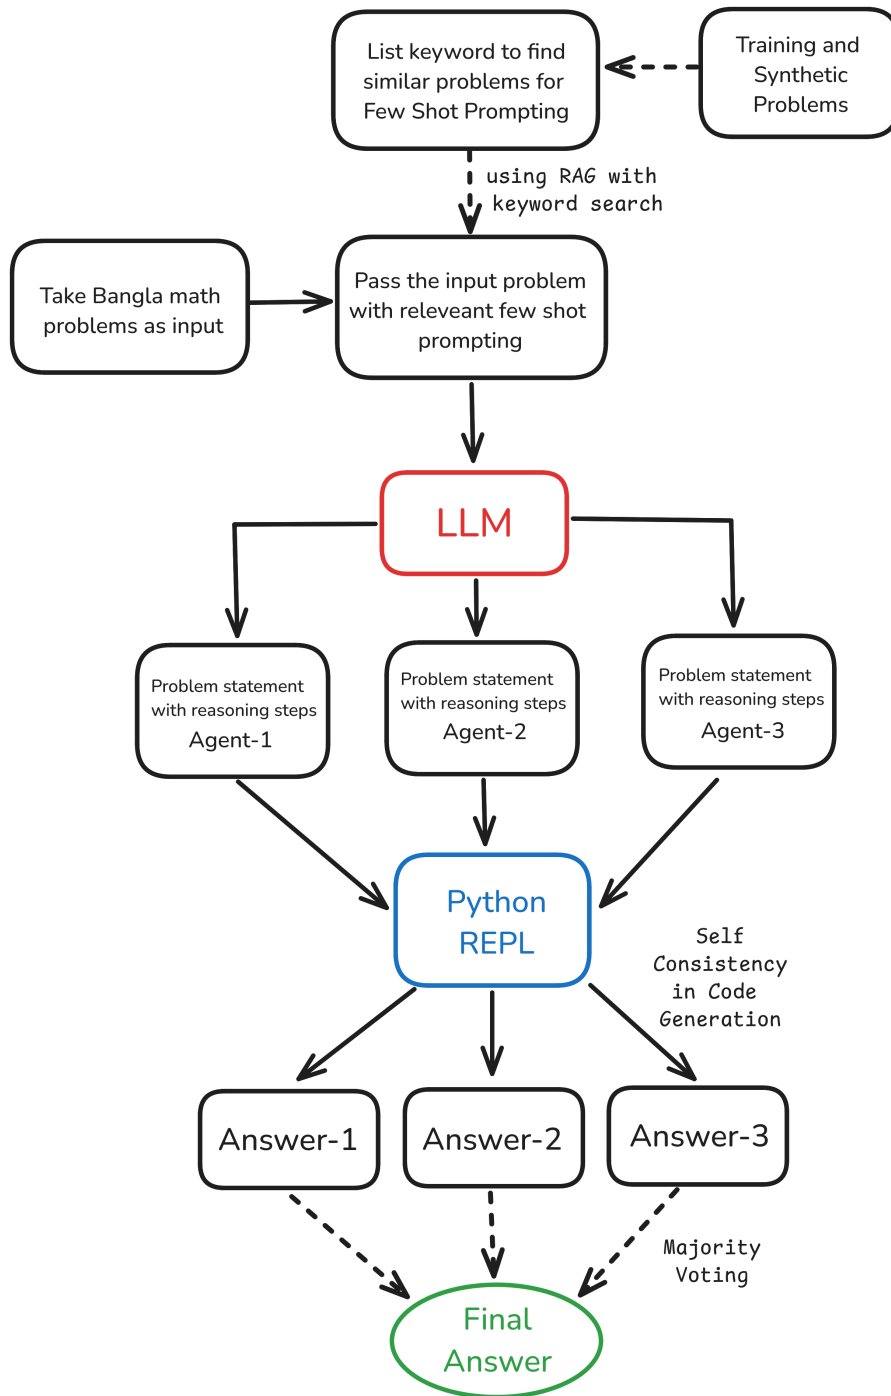 List keyword to find
similar problems for
Few Shot Prompting
Training and
Synthetic
Problems
using RAG with
keyword search
Take Bangla math
problems as input
Pass the input problem
with releveant few shot
prompting
LLM
Problem statement
with reasoning steps
Agent-1
Problem statement
with reasoning steps
Agent-2
Problem statement
with reasoning steps
Agent-3
Python
REPL
Self
Consistency
in Code
Generation
Answer-1
Answer-2
Answer-3
Majority
Voting
Final
Answer